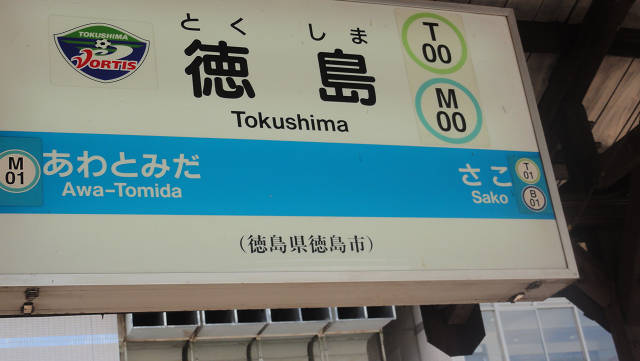 TOKUSHIMA
VORTIS
とくしま
徳島
Tokushima
T
00
M
00
M
01
あわとみだ
Awa-Tomida
さこ
Sako
T
01
B
01
(徳島県徳島市)